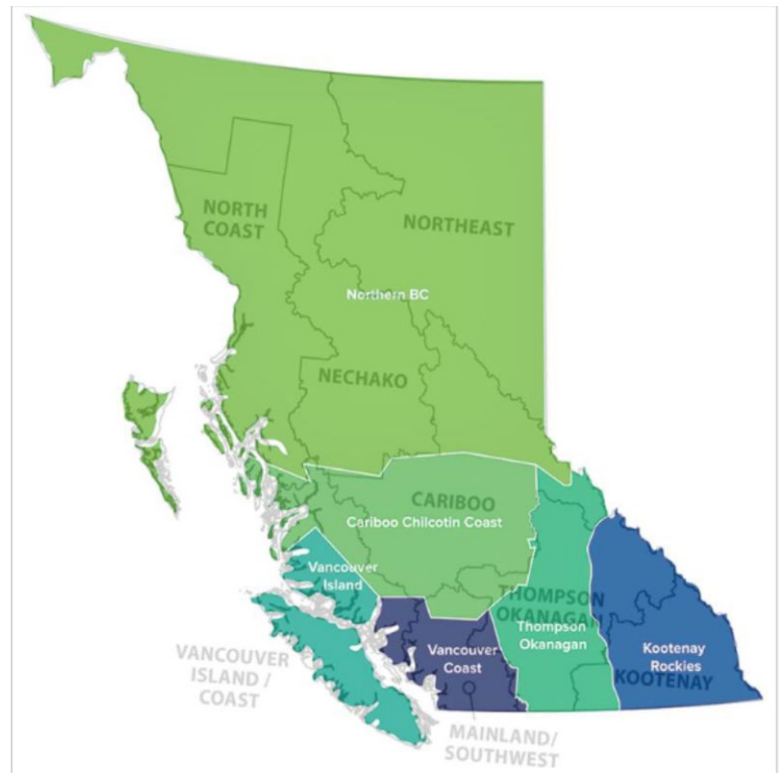 NORTH
COAST
NORTHEAST
Northern BC
NECHAKO
CARIBOO
Cariboo Chilcotin Coast
Vancouver
Island
THOMPSON
OKANAGAN
Thompson
Okanagan
Vancouver
Coast
Kootenay
Rockies
KOOTENAY
VANCOUVER
ISLAND /
COAST
MAINLAND/
SOUTHWEST